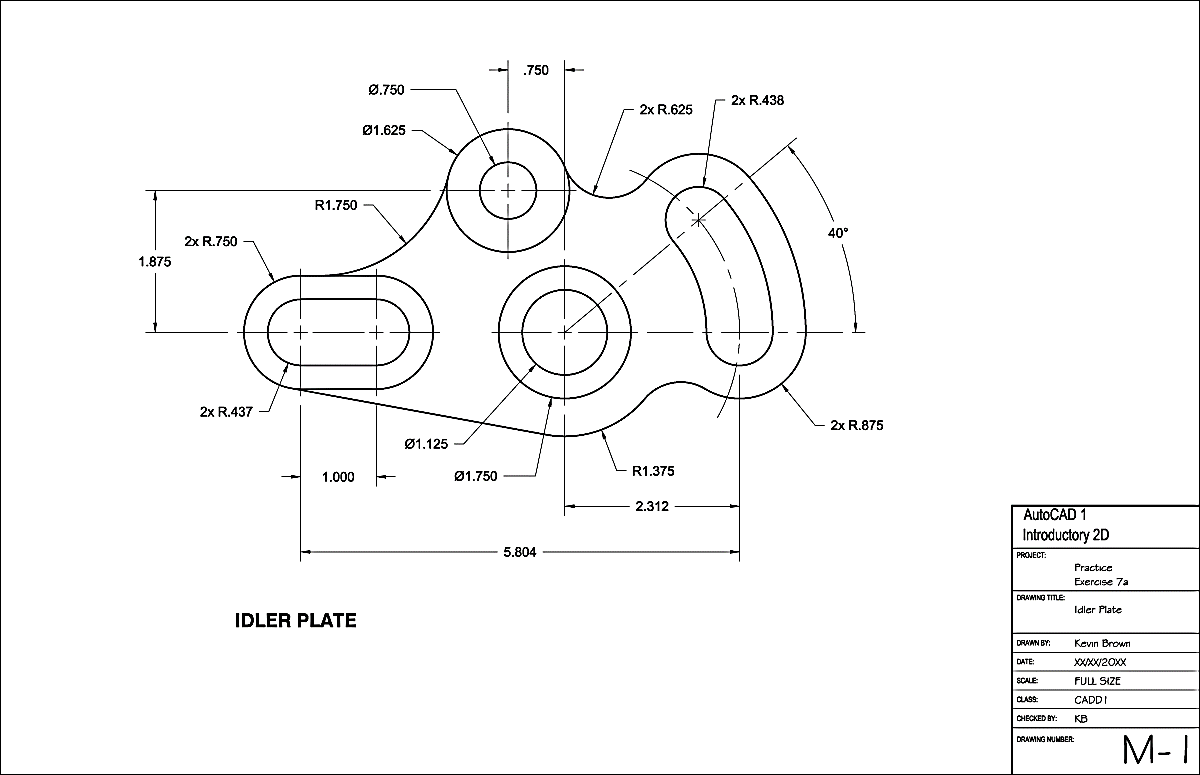 .750
Ø.750
2x R.625
2x R.438
Ø1.625
R1.750
2x R.750
40°
1.875
2x R.437
2x R.875
Ø1.125
R1.375
1.000
Ø1.750
2.312
5.804
IDLER PLATE
AutoCAD 1
Introductory 2D
PROJECT:
Practice
Exercise 7a
DRAWING TITLE:
Idler Plate
DRAWN BY: Kevin Brown
DATE: XX/XX/20XX
SCALE: FULL SIZE
CLASS: CADD1
CHECKED BY: KB
DRAWING NUMBER:
M-1